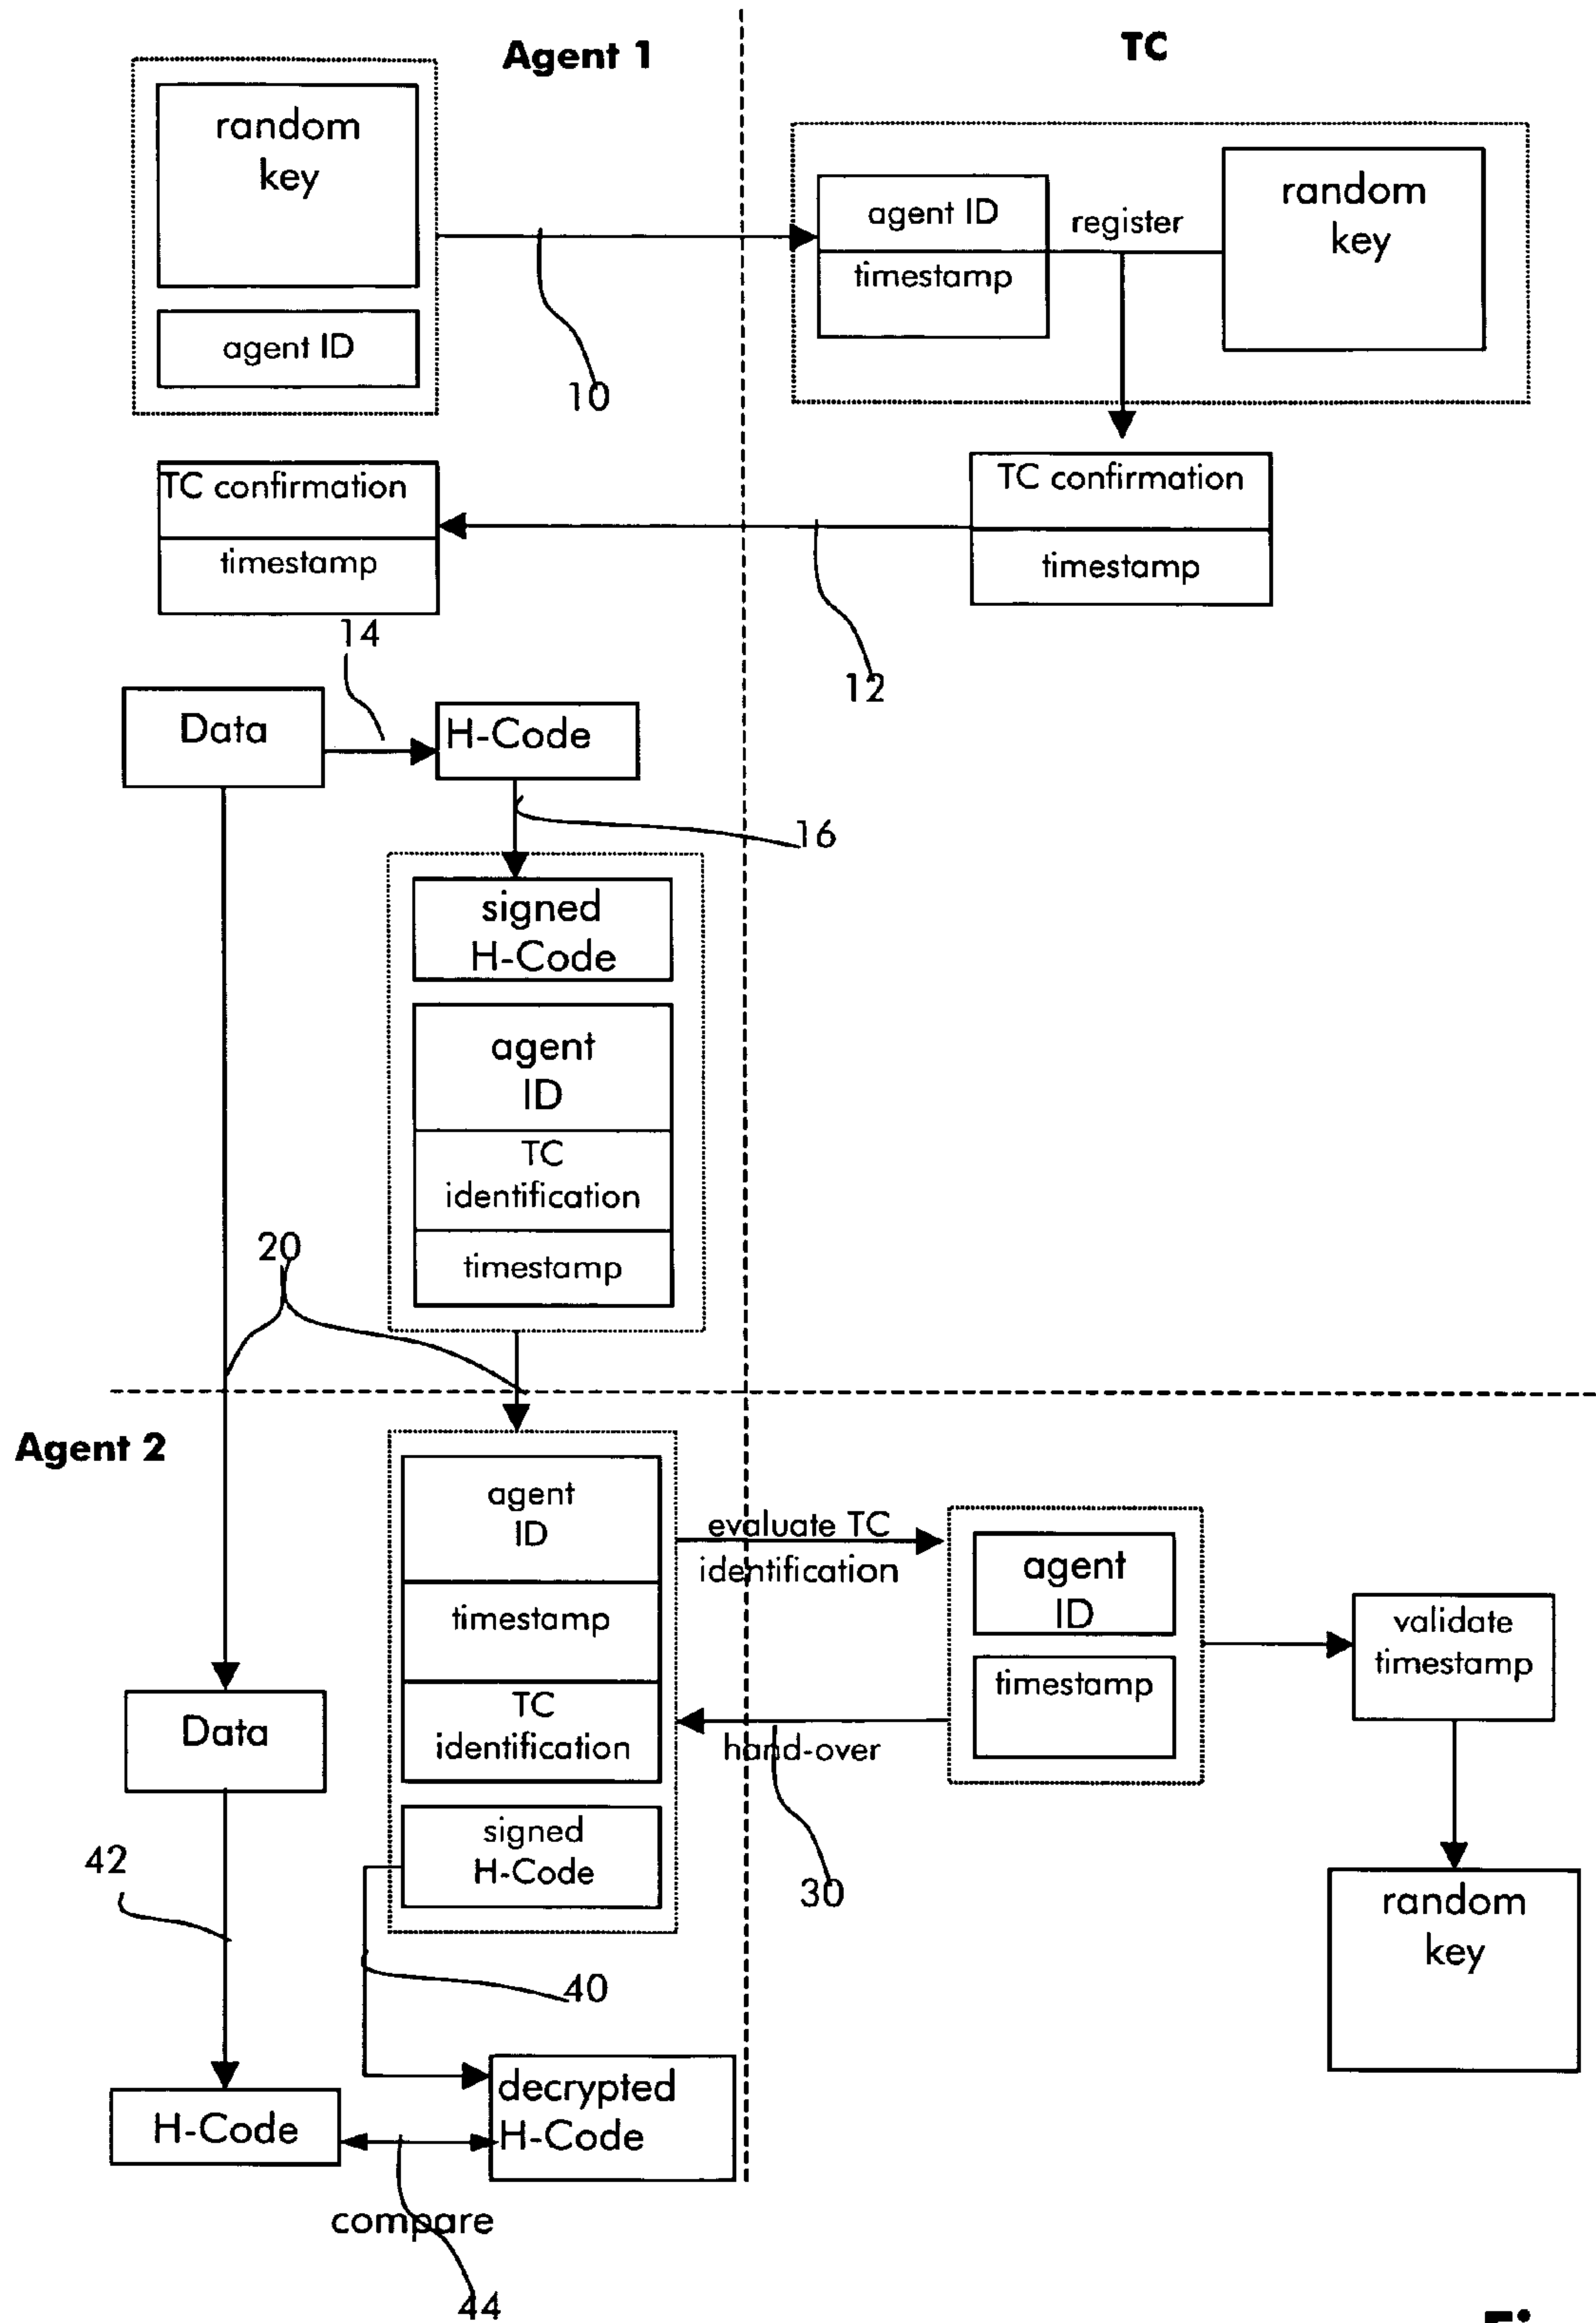 Agent 1
TC
random
key
agent ID
10
agent ID
timestamp
register
random
key
TC confirmation
timestamp
12
TC confirmation
timestamp
14
Data
H-Code
16
signed
H-Code
agent
ID
TC
identification
timestamp
20
Agent 2
agent
ID
timestamp
TC
identification
signed
H-Code
evaluate TC
identification
hand-over
30
agent
ID
timestamp
validate
timestamp
random
key
Data
42
40
H-Code
decrypted
H-Code
compare
44